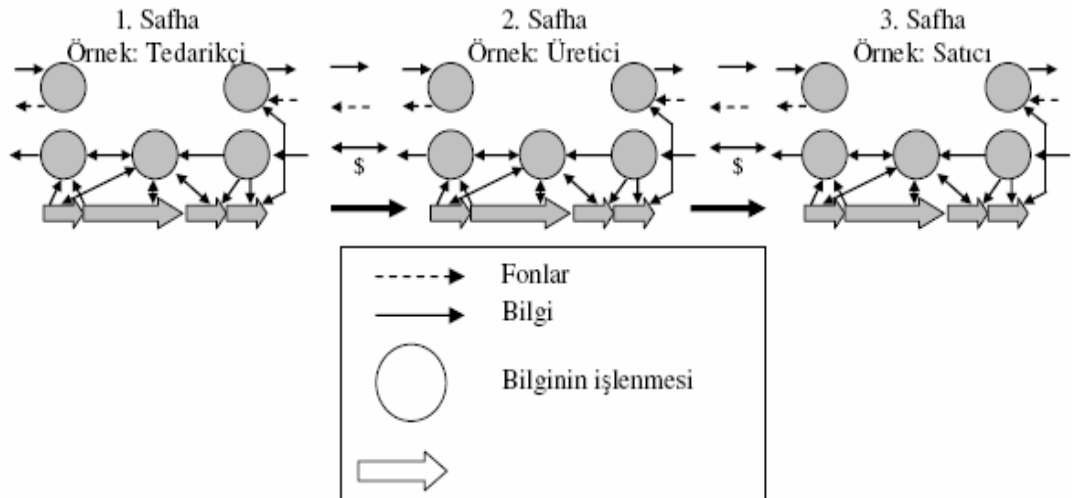 1. Safha
Örnek: Tedarikçi
2. Safha
Örnek: Üretici
3. Safha
Örnek: Satıcı
$
$
Fonlar
Bilgi
Bilginin işlenmesi